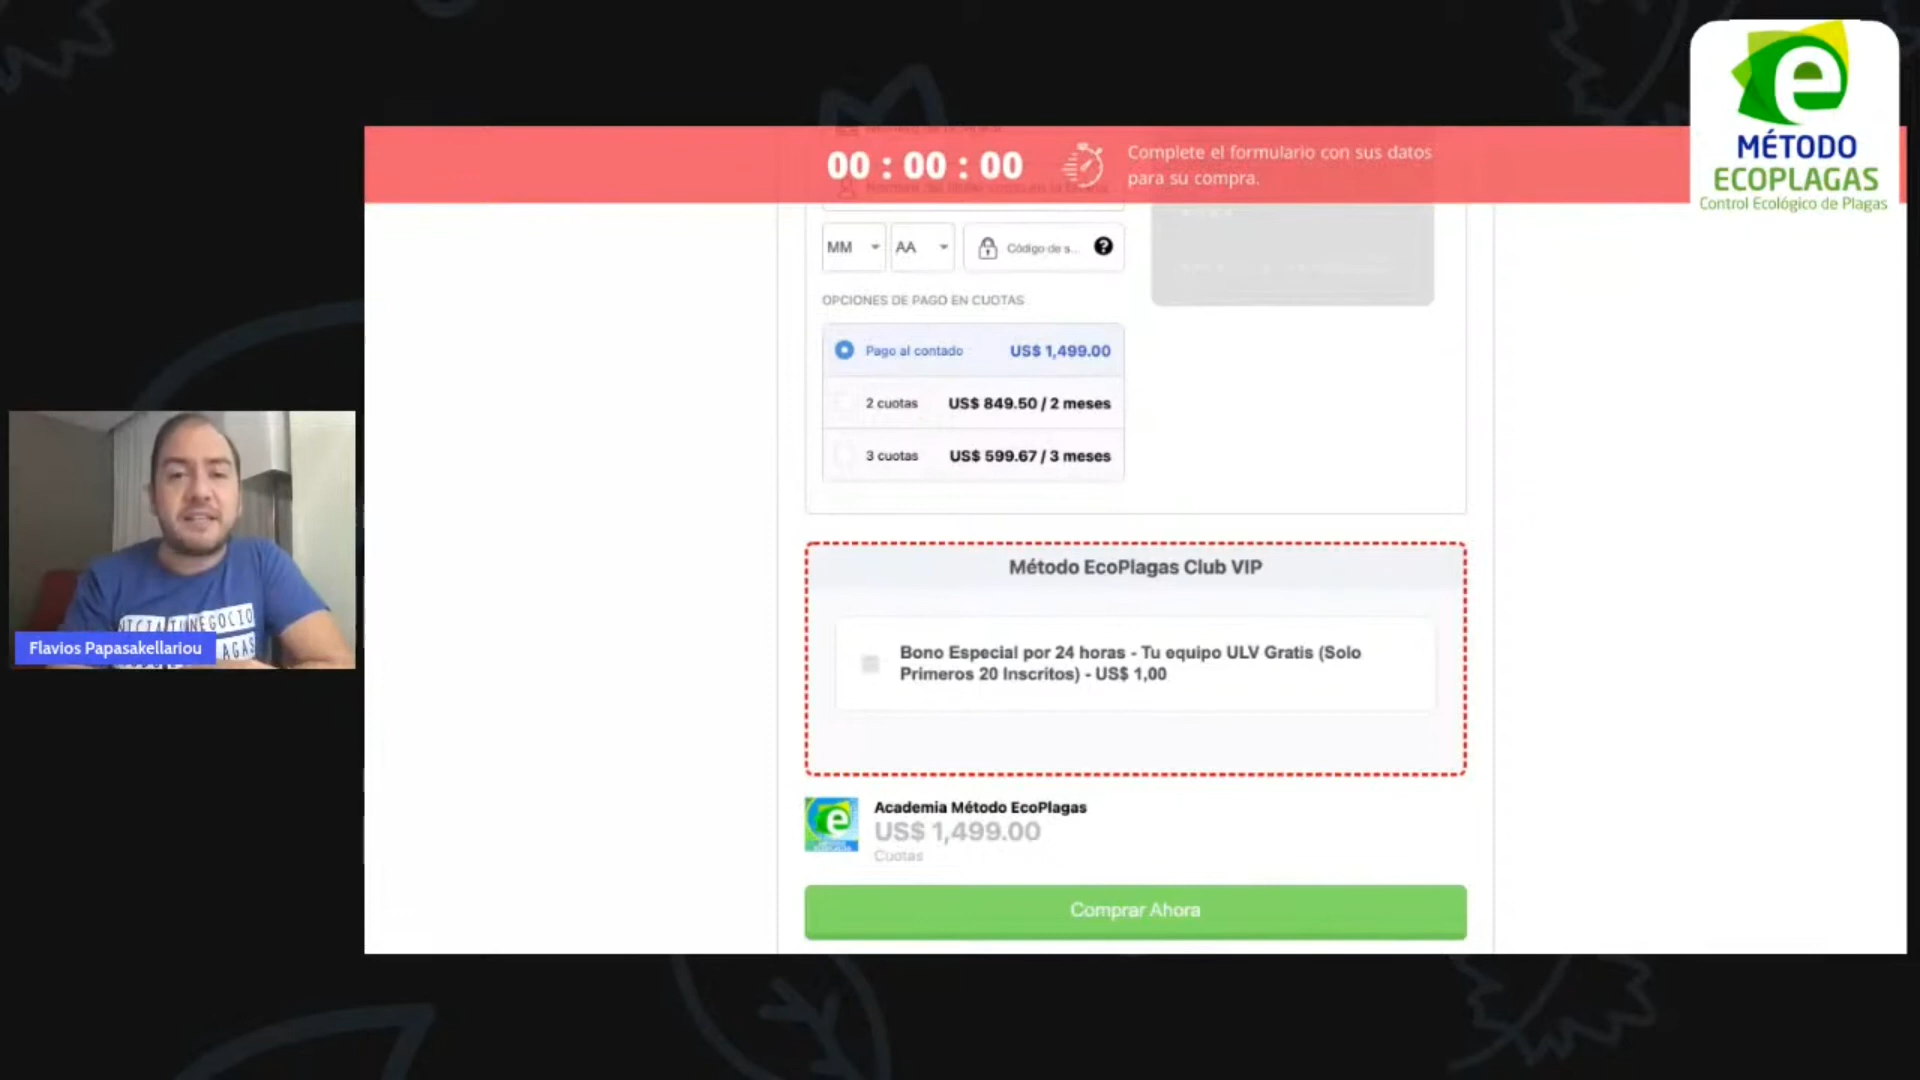 MÉTODO
ECOPLAGAS
Control Ecológico de Plagas
00 : 00 : 00
Complete el formulario con sus datos
para su compra.
MM
AA
Código de s...
OPCIONES DE PAGO EN CUOTAS
Pago al contado US$ 1,499.00
2 cuotas US$ 849.50 / 2 meses
3 cuotas US$ 599.67 / 3 meses
Método EcoPlagas Club VIP
Bono Especial por 24 horas - Tu equipo ULV Gratis (Solo
Primeros 20 Inscritos) - US$ 1,00
Academia Método EcoPlagas
US$ 1,499.00
Cuotas
Comprar Ahora
NEGOCIO
AGAS
Flavios Papasakellariou